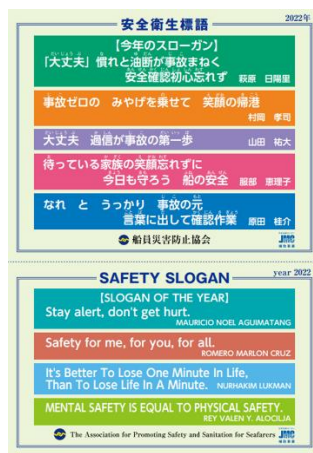 2022年
安全衛生標語
【今年のスローガン】
「大丈夫」慣れと油断が事故まねく
安全確認初心忘れず 萩原 日陽里
事故ゼロの みやげを乗せて 笑顔の帰港
村岡 孝司
大丈夫 過信が事故の第一歩 山田 祐大
待っている家族の笑顔忘れずに
今日も守ろう 船の安全 服部 恵理子
なれ と うっかり 事故の元
言葉に出して確認作業 原田 桂介
船員災害防止協会
JMC
year 2022
SAFETY SLOGAN
【SLOGAN OF THE YEAR】
Stay alert, don't get hurt.
MAURICIO NOEL AGUIMATANG
Safety for me, for you, for all.
ROMERO MARLON CRUZ
It's Better To Lose One Minute In Life,
Than To Lose Life In A Minute. NURHAKIM LUKMAN
MENTAL SAFETY IS EQUAL TO PHYSICAL SAFETY.
REY VALEN Y. ALOCILJA
The Association for Promoting Safety and Sanitation for Seafarers
JMC